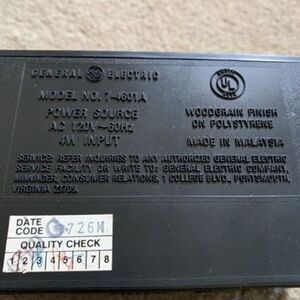 GENERAL GE ELECTRIC
MODEL NO. 7-4601A
POWER SOURCE
AC 120V~60Hz
4W INPUT
UL
WOODGRAIN FINISH
ON POLYSTYRENE
MADE IN MALAYSIA
SERVICE: REFER INQUIRIES TO ANY AUTHORIZED GENERAL ELECTRIC
SERVICE FACILITY OR WRITE TO: GENERAL ELECTRIC COMPANY,
MANAGER, CONSUMER RELATIONS, 1 COLLEGE BLVD., PORTSMOUTH,
VIRGINIA 23705.
DATE
CODE 726M
QUALITY CHECK
1 2 3 4 5 6 7 8